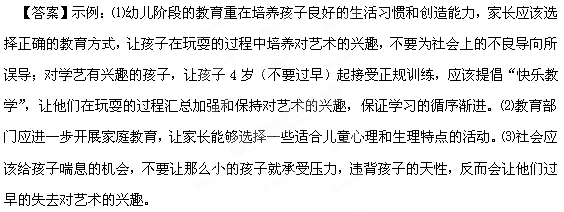 【答案】示例：⑴幼儿阶段的教育重在培养孩子良好的生活习惯和创造能力，家长应该选
择正确的教育方式，让孩子在玩耍的过程中培养对艺术的兴趣，不要为社会上的不良导向所
误导；对学艺有兴趣的孩子，让孩子 4 岁（不要过早）起接受正规训练，应该提倡“快乐教
学”，让他们在玩耍的过程汇总加强和保持对艺术的兴趣，保证学习的循序渐进。⑵教育部
门应进一步开展家庭教育，让家长能够选择一些适合儿童心理和生理特点的活动。⑶社会应
该给孩子喘息的机会，不要让那么小的孩子就承受压力，违背孩子的天性，反而会让他们过
早的失去对艺术的兴趣。